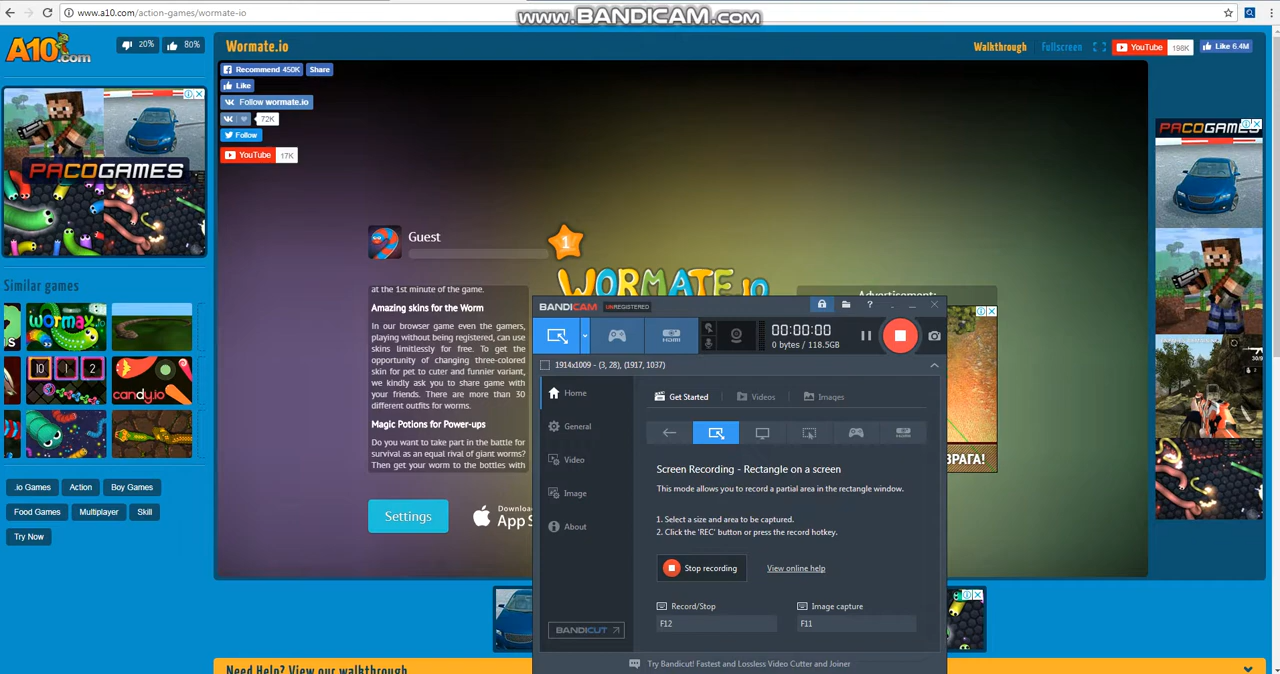 www.a10.com/action-games/wormate-io
www.BANDICAM.com
A10.com
20%
80%
Wormate.io
Walkthrough
Fullscreen
YouTube 198K
Like 6.4M
Recommend 450K
Share
Like
Follow wormate.io
72K
Follow
YouTube 17K
PACOGAMES
PACOGAMES
Guest
1
WORMATE.IO
at the 1st minute of the game.
Amazing skins for the Worm
In our browser game even the gamers,
playing without being registered, can use
skins limitlessly for free. To get the
opportunity of changing three-colored
skin for pet to cuter and funnier variant,
we kindly ask you to share game with
your friends. There are more than 30
different outfits for worms.
Magic Potions for Power-ups
Do you want to take part in the battle for
survival as an equal rival of giant worms?
Then get your worm to the bottles with
Settings
Downlo
App S
Advertisement:
ВРАГА!
Similar games
wormax.io
10 1 2
candy.io
.io Games
Action
Boy Games
Food Games
Multiplayer
Skill
Try Now
BANDICAM UNREGISTERED
HDMI
00:00:00
0 bytes / 118.5GB
1914x1009 - (3, 28), (1917, 1037)
Home
General
Video
Image
About
BANDICUT
Get Started
Videos
Images
HDMI
Screen Recording - Rectangle on a screen
This mode allows you to record a partial area in the rectangle window.
1. Select a size and area to be captured.
2. Click the 'REC' button or press the record hotkey.
Stop recording
View online help
Record/Stop
F12
Image capture
F11
Try Bandicut! Fastest and Lossless Video Cutter and Joiner
Need Help? View our walkthrough